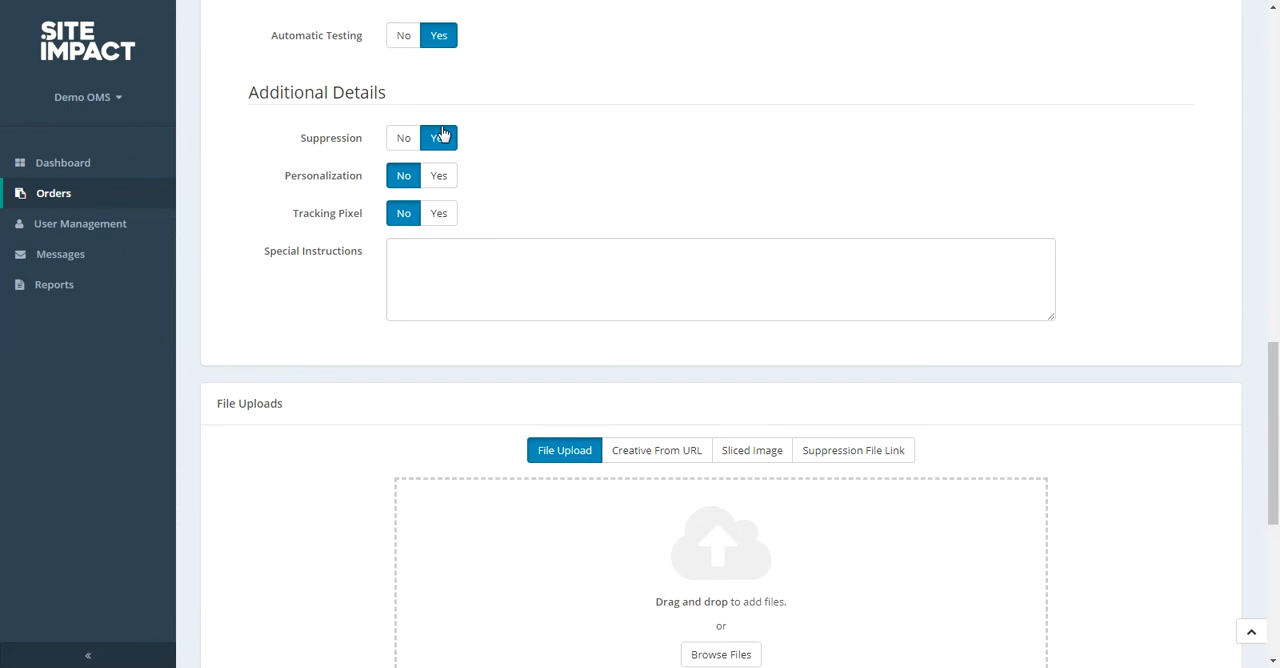 SITE
IMPACT
Demo OMS
Dashboard
Orders
User Management
Messages
Reports
Automatic Testing No Yes
Additional Details
Suppression No
Personalization No Yes
Tracking Pixel No Yes
Special Instructions
File Uploads
File Upload Creative From URL Sliced Image Suppression File Link
Drag and drop to add files.
or
Browse Files